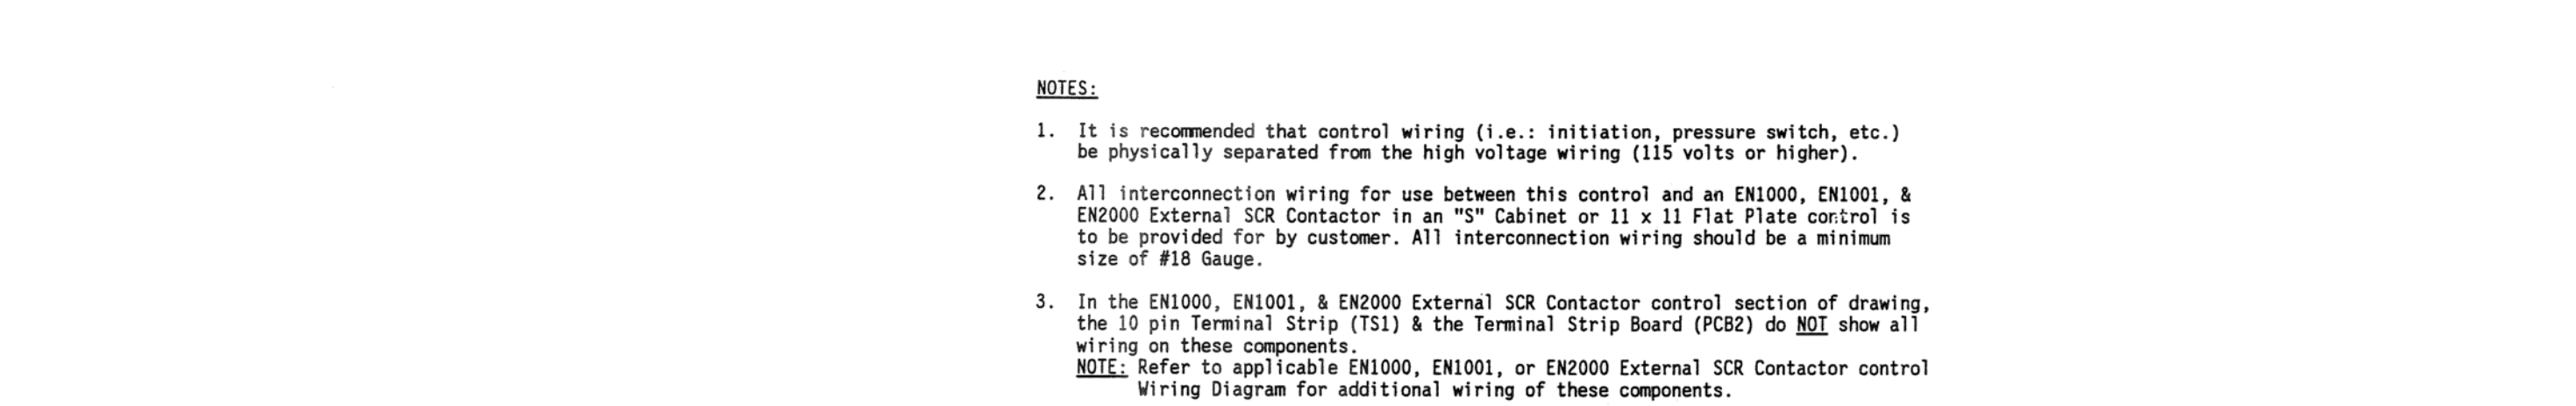 NOTES:
1. It is recommended that control wiring (i.e.: initiation, pressure switch, etc.)
be physically separated from the high voltage wiring (115 volts or higher).
2. All interconnection wiring for use between this control and an EN1000, EN1001, &
EN2000 External SCR Contactor in an "S" Cabinet or 11 x 11 Flat Plate control is
to be provided for by customer. All interconnection wiring should be a minimum
size of #18 Gauge.
3. In the EN1000, EN1001, & EN2000 External SCR Contactor control section of drawing,
the 10 pin Terminal Strip (TS1) & the Terminal Strip Board (PCB2) do NOT show all
wiring on these components.
NOTE: Refer to applicable EN1000, EN1001, or EN2000 External SCR Contactor control
Wiring Diagram for additional wiring of these components.